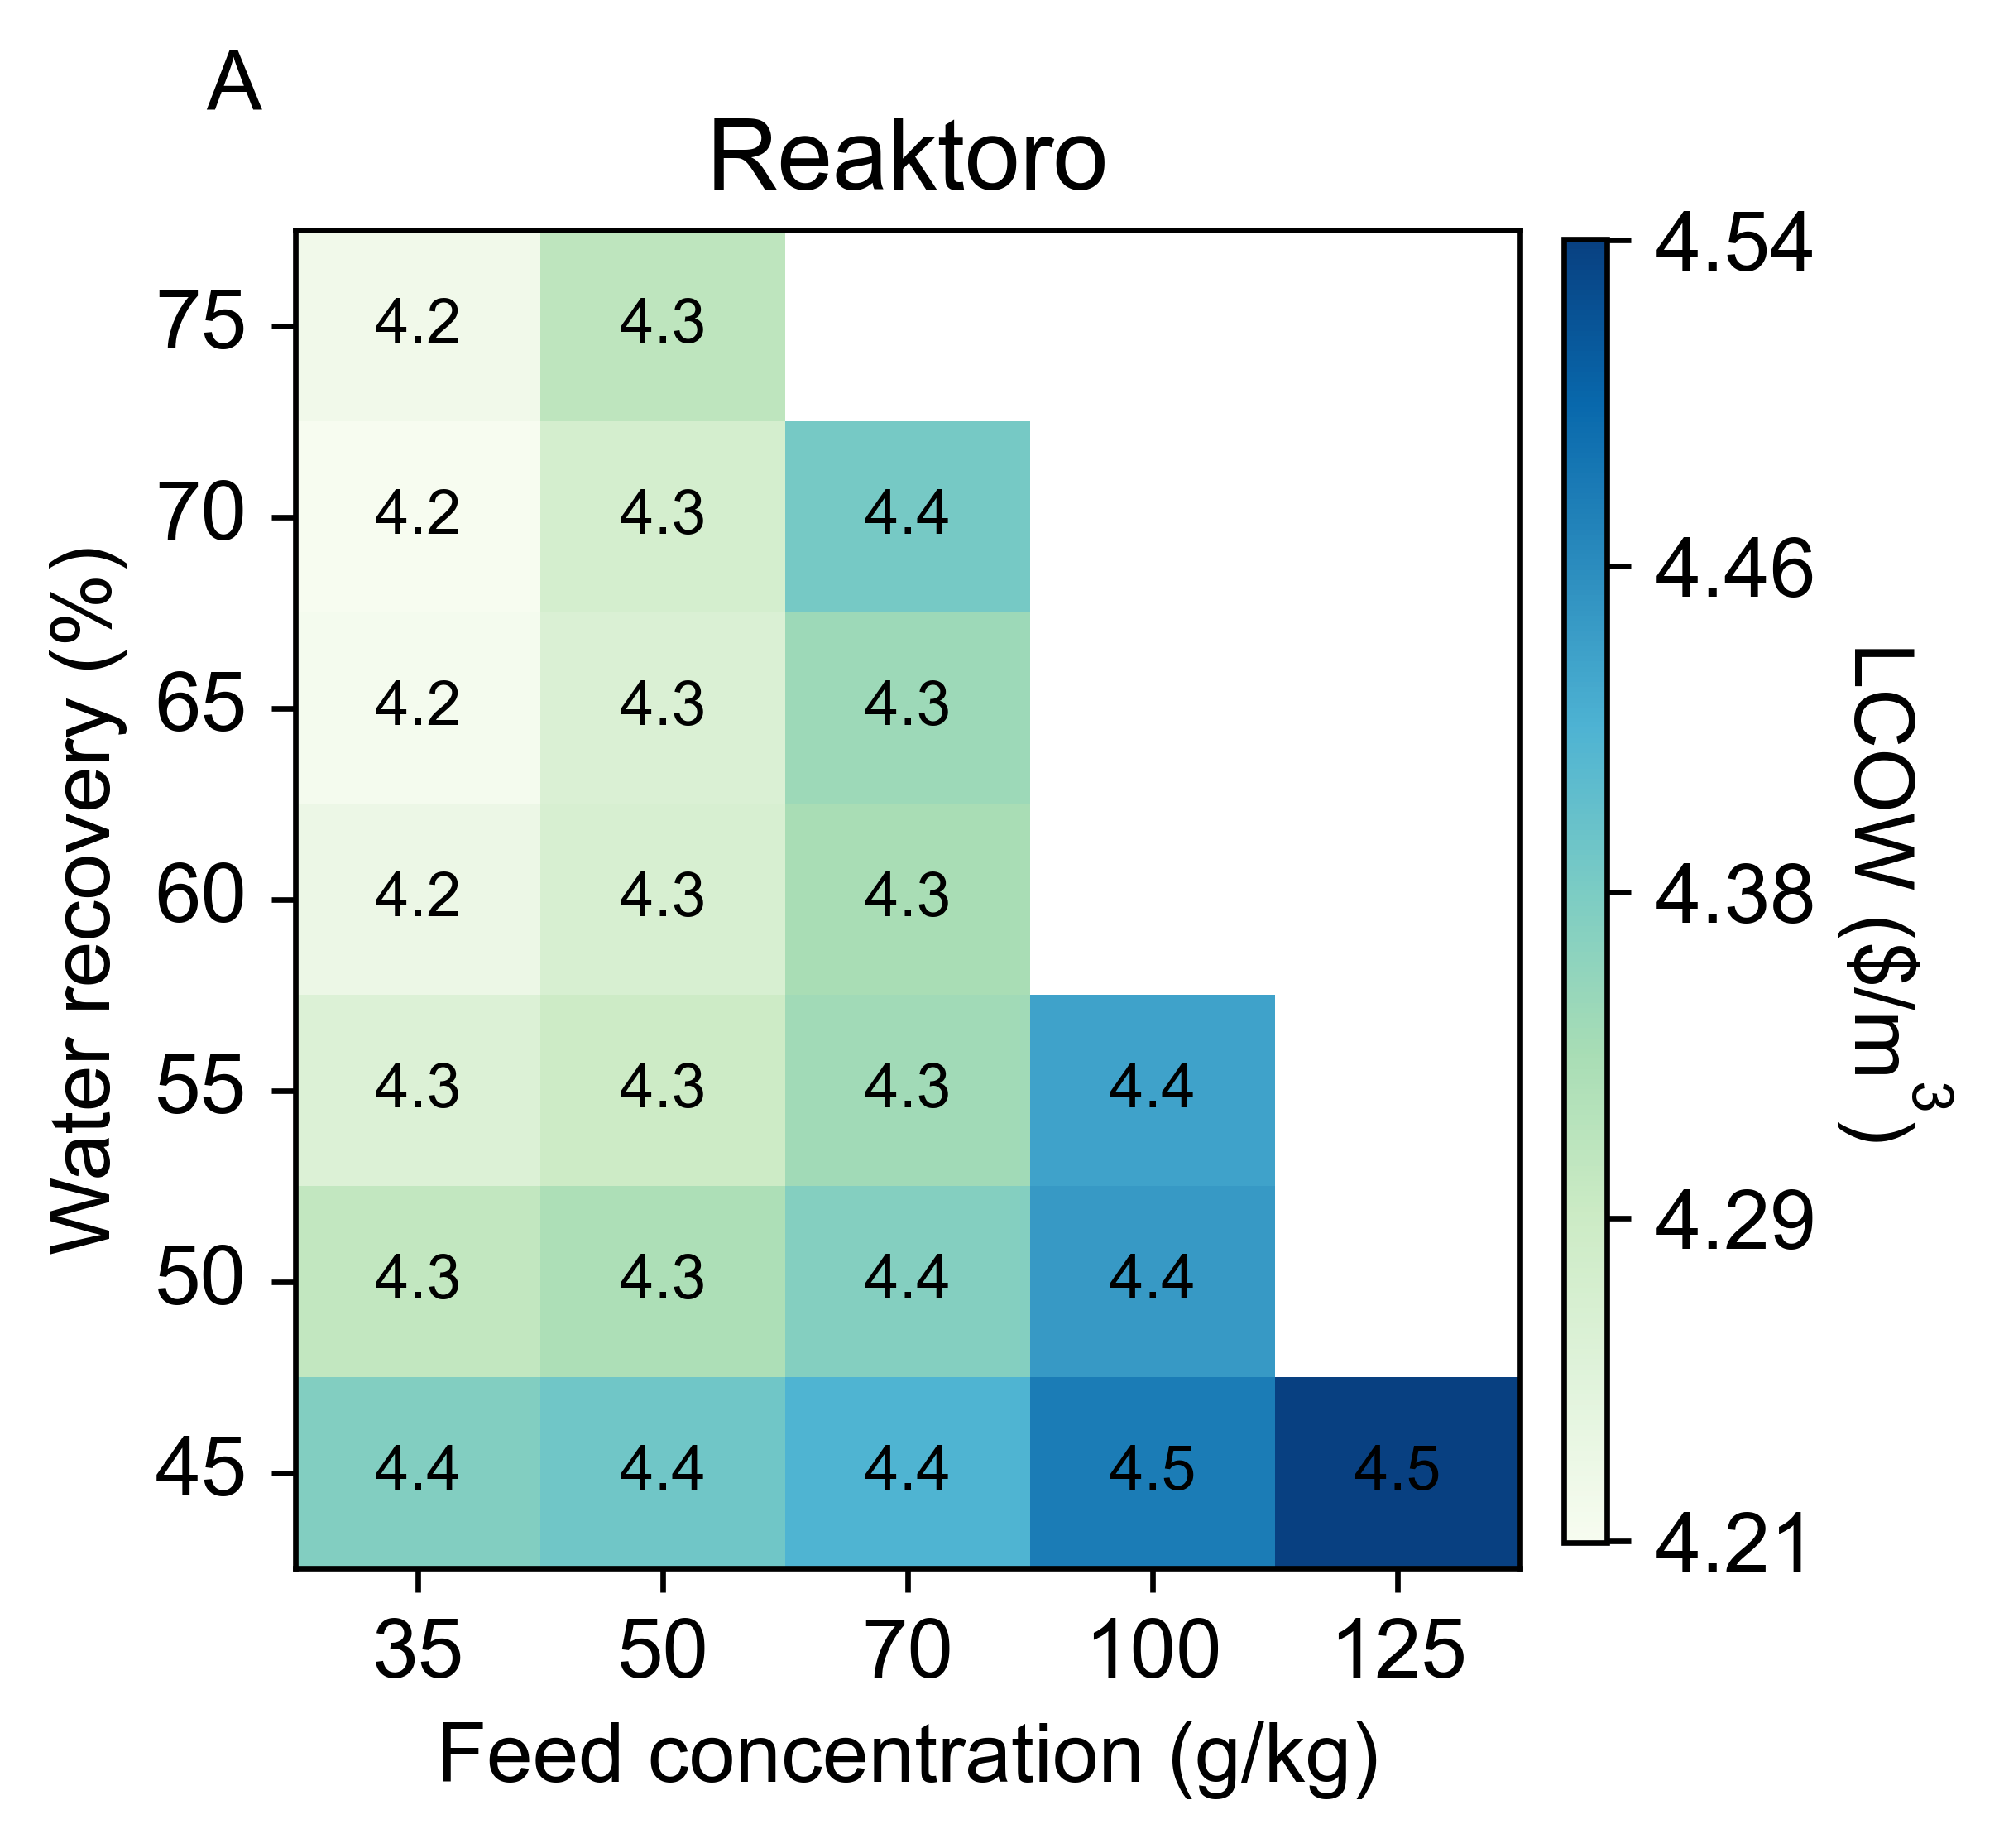 A
Reaktoro
75 4.2 4.3
70 4.2 4.3 4.4
65 4.2 4.3 4.3
60 4.2 4.3 4.3
55 4.3 4.3 4.3 4.4
50 4.3 4.3 4.4 4.4
45 4.4 4.4 4.4 4.5 4.5
35 50 70 100 125
Feed concentration (g/kg)
Water recovery (%)
4.54
4.46
4.38
4.29
4.21
LCOW ($/m³)